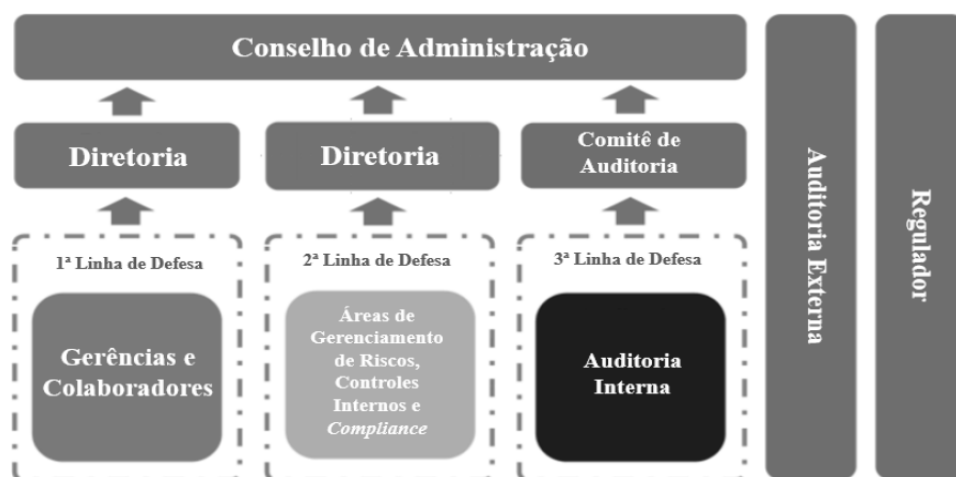 Conselho de Administração
Diretoria
Diretoria
Comitê de
Auditoria
1ª Linha de Defesa
2ª Linha de Defesa
3ª Linha de Defesa
Gerências e
Colaboradores
Áreas de
Gerenciamento
de Riscos,
Controles
Internos e
Compliance
Auditoria
Interna
Auditoria Externa
Regulador